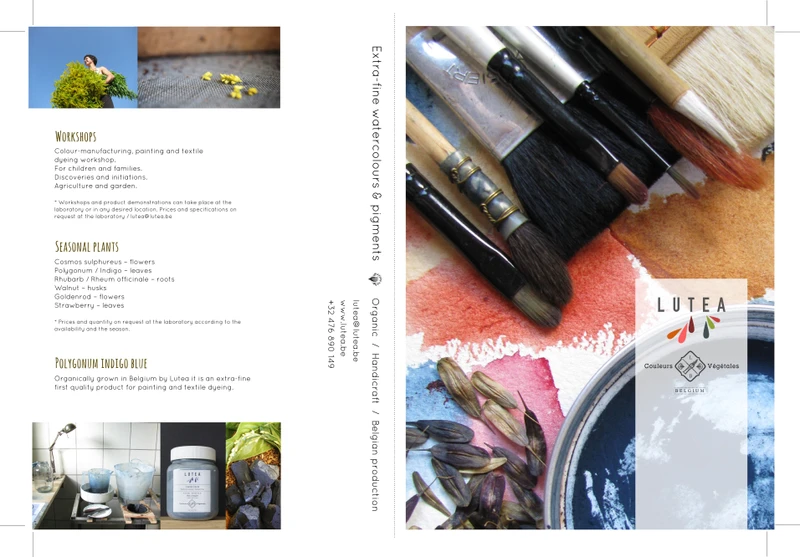 Workshops
Colour-manufacturing, painting and textile
dyeing workshop.
For children and families.
Discoveries and initiations.
Agriculture and garden.
* Workshops and product demonstrations can take place at the
laboratory or in any desired location. Prices and specifications on
request at the laboratory / lutea@lutea.be
Seasonal plants
Cosmos sulphureus – flowers
Polygonum / Indigo – leaves
Rhubarb / Rheum officinale – roots
Walnut – husks
Goldenrod – flowers
Strawberry – leaves
* Prices and quantity on request at the laboratory according to the
availability and the season.
Polygonum indigo blue
Organically grown in Belgium by Lutea it is an extra-fine
first quality product for painting and textile dyeing.
LUTEA
Extra-fine watercolours & pigments Organic / Handicraft / Belgian production
lutea@lutea.be
www.lutea.be
+32 476 890 149
LUTEA
Couleurs Végétales
BELGIUM